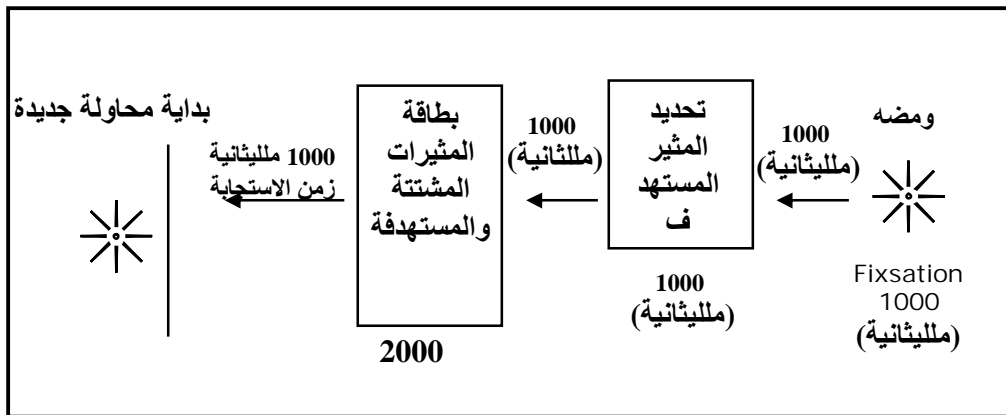 ومضه
Fixsation
1000
(ملليثانية)
1000
(ملليثانية)
تحديد
المثير
المستهد
ف
1000
(ملليثانية)
1000
(مللثانية)
بطاقة
المثيرات
المشتتة
والمستهدفة
2000
1000 ملليثانية
زمن الاستجابة
بداية محاولة جديدة